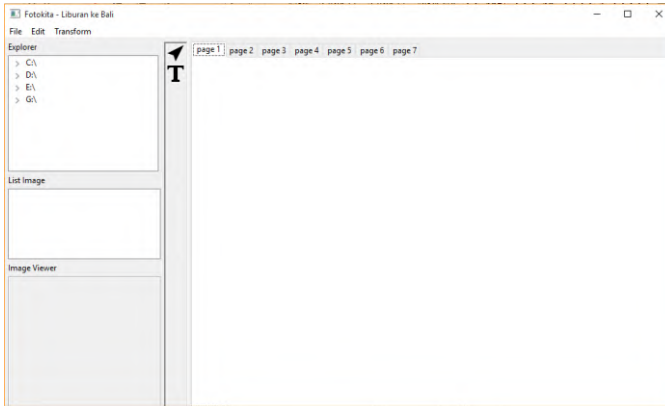 Fotokita - Liburan ke Bali
File Edit Transform
Explorer
C:\
D:\
E:\
G:\
List Image
Image Viewer
T
page 1 page 2 page 3 page 4 page 5 page 6 page 7